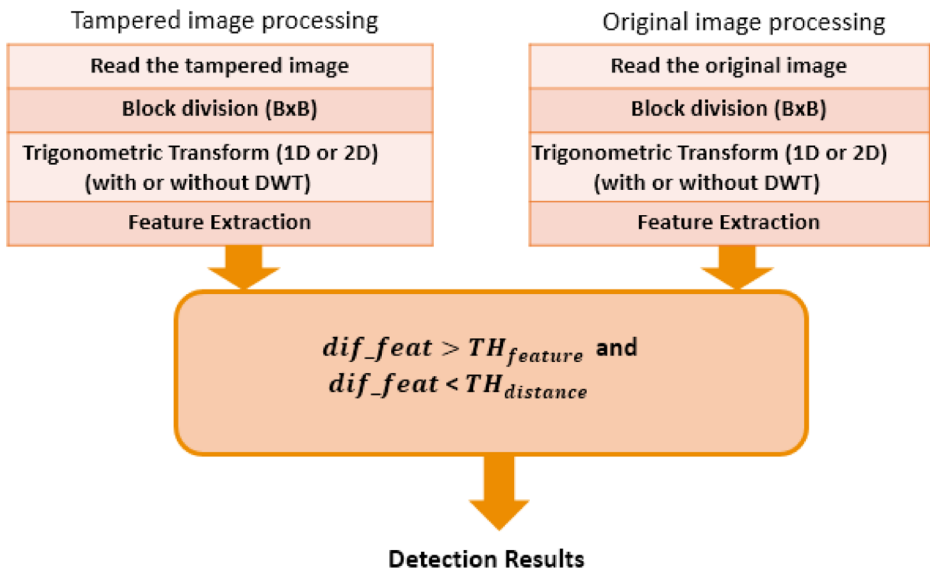 Tampered image processing
Read the tampered image
Block division (BxB)
Trigonometric Transform (1D or 2D)
(with or without DWT)
Feature Extraction
Original image processing
Read the original image
Block division (BxB)
Trigonometric Transform (1D or 2D)
(with or without DWT)
Feature Extraction
dif_feat > TH_feature and
dif_feat < TH_distance
Detection Results